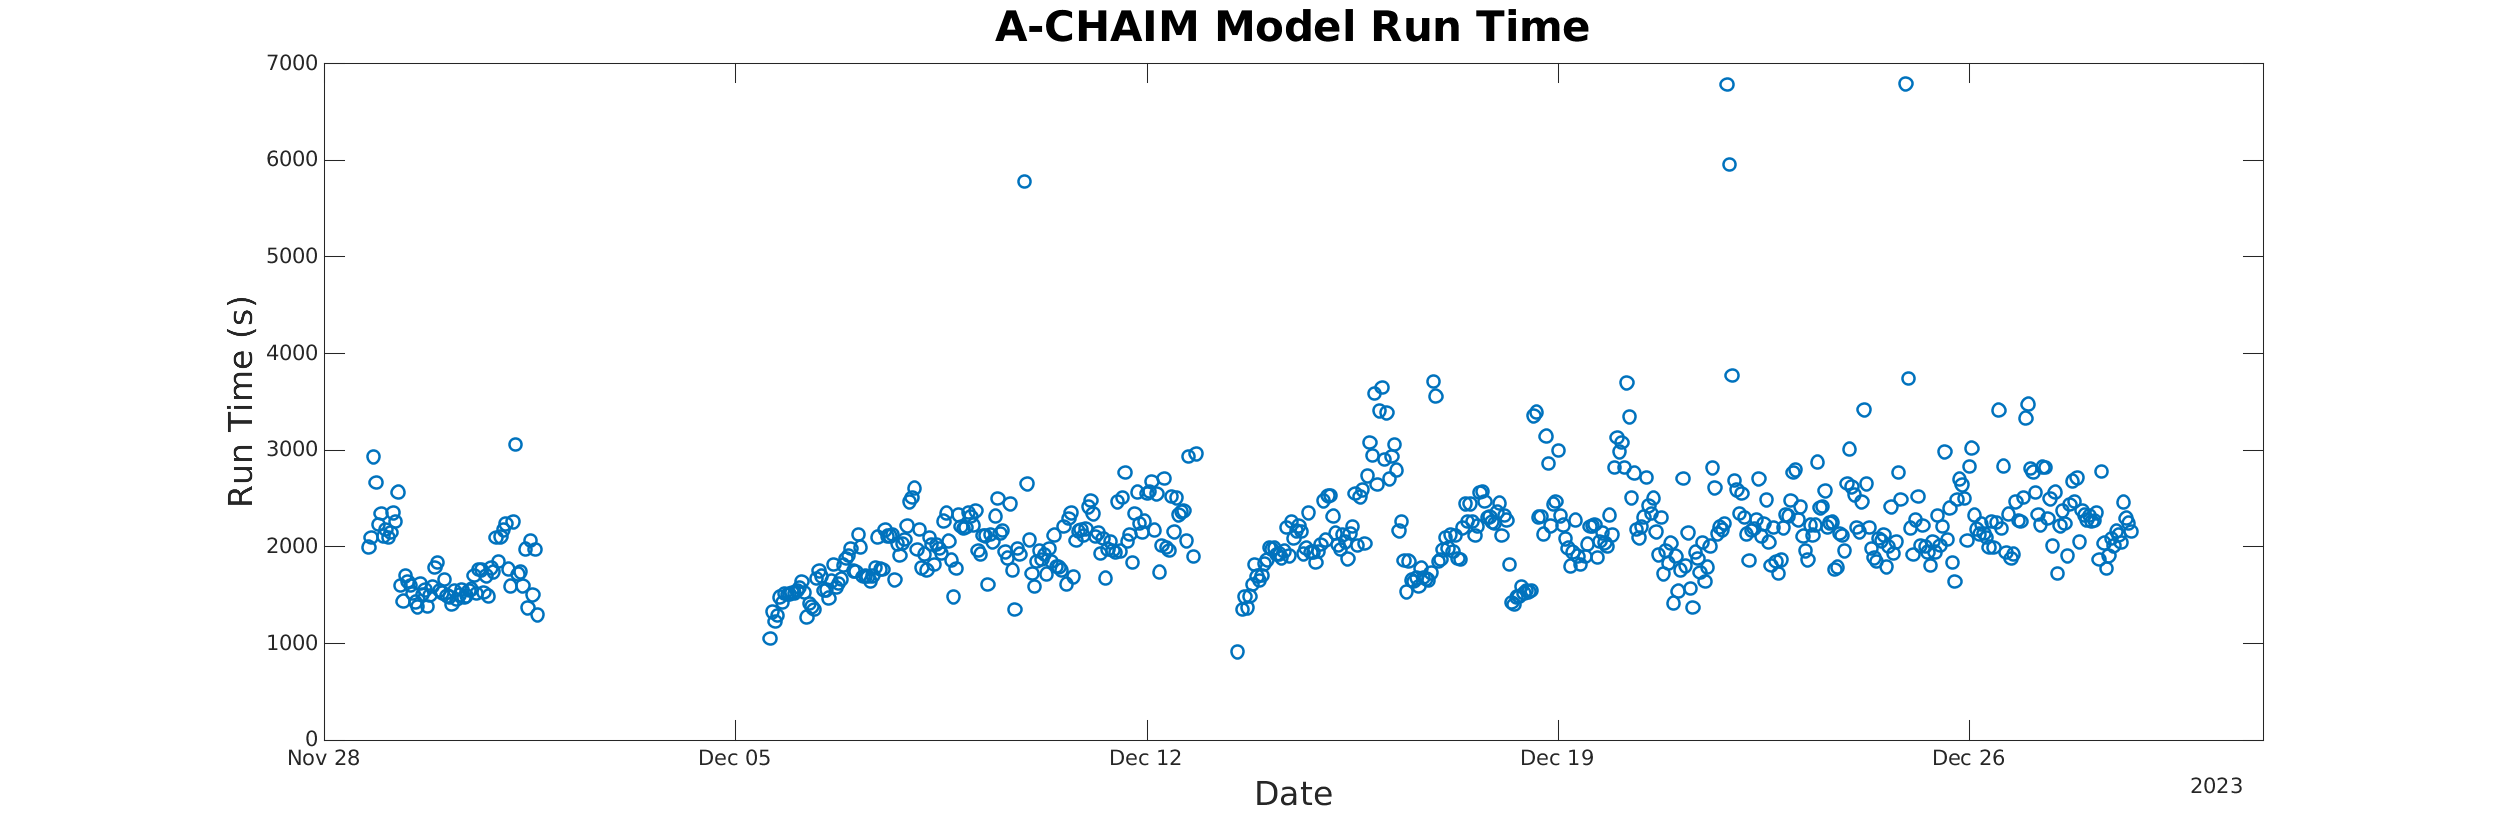 A-CHAIM Model Run Time
7000
6000
5000
4000
3000
2000
1000
0
Run Time (s)
Nov 28 Dec 05 Dec 12 Dec 19 Dec 26
2023
Date